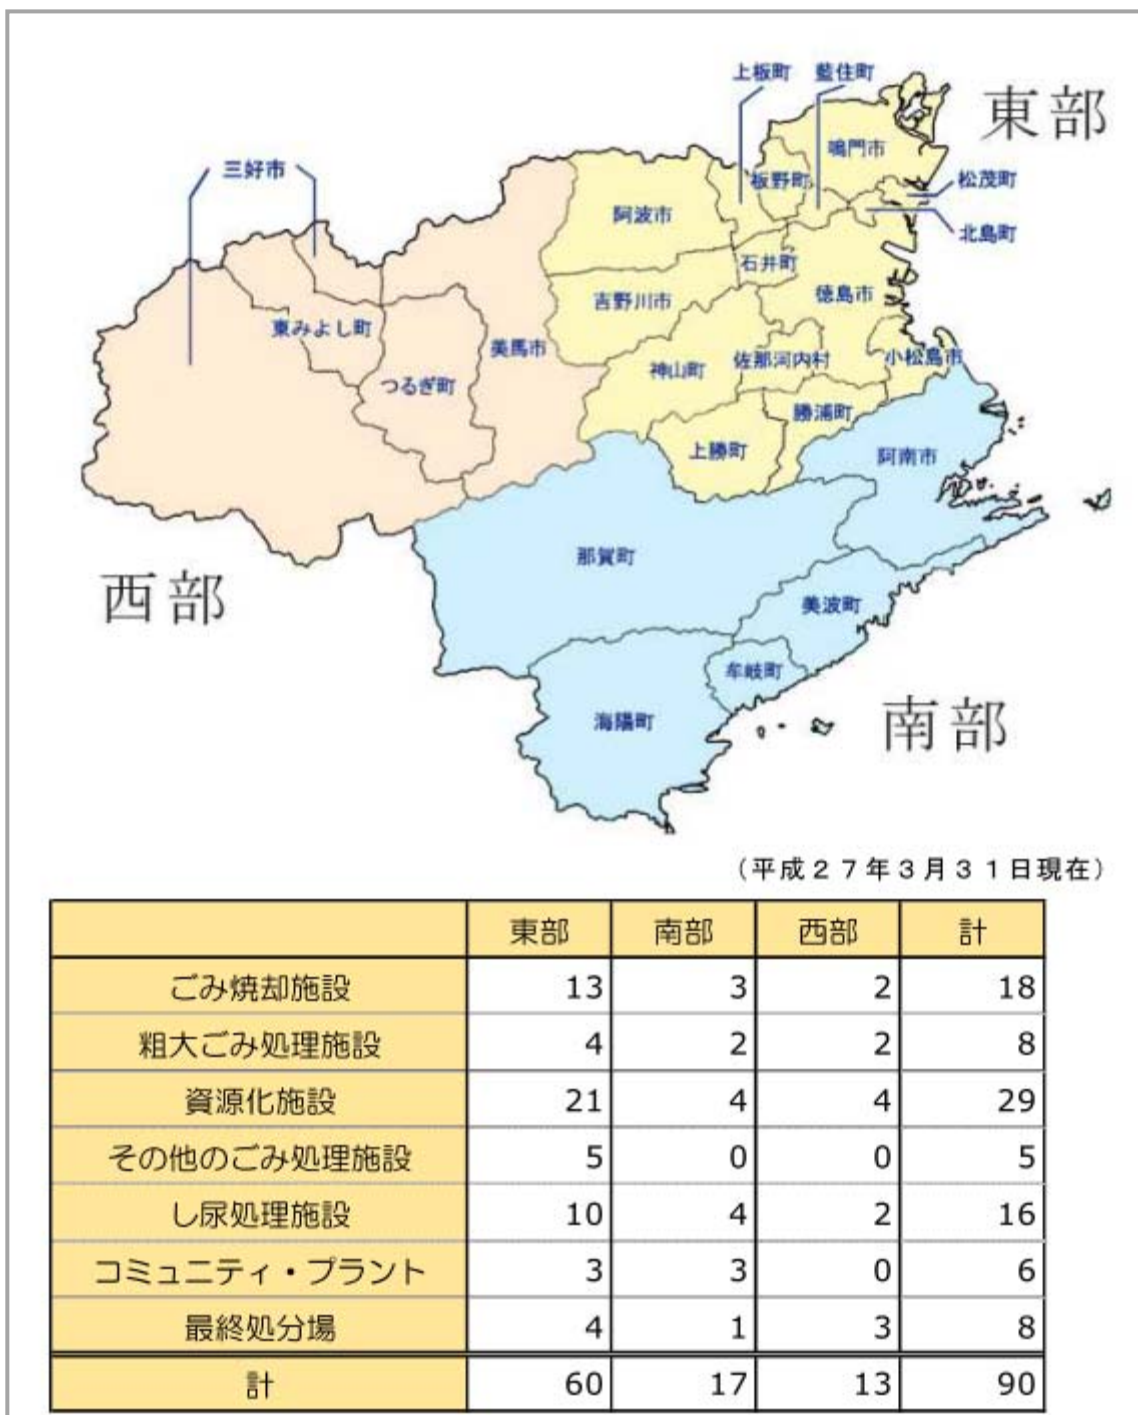 上板町 藍住町
東部
鳴門市
三好市
板野町
松茂町
阿波市
北島町
石井町
吉野川市
徳島市
東みよし町
美馬市
佐那河内村
小松島市
神山町
つるぎ町
勝浦町
上勝町
阿南市
那賀町
西部
美波町
牟岐町
海陽町
南部
(平成27年3月31日現在)
東部 南部 西部 計
ごみ焼却施設 13 3 2 18
粗大ごみ処理施設 4 2 2 8
資源化施設 21 4 4 29
その他のごみ処理施設 5 0 0 5
し尿処理施設 10 4 2 16
コミュニティ・プラント 3 3 0 6
最終処分場 4 1 3 8
計 60 17 13 90